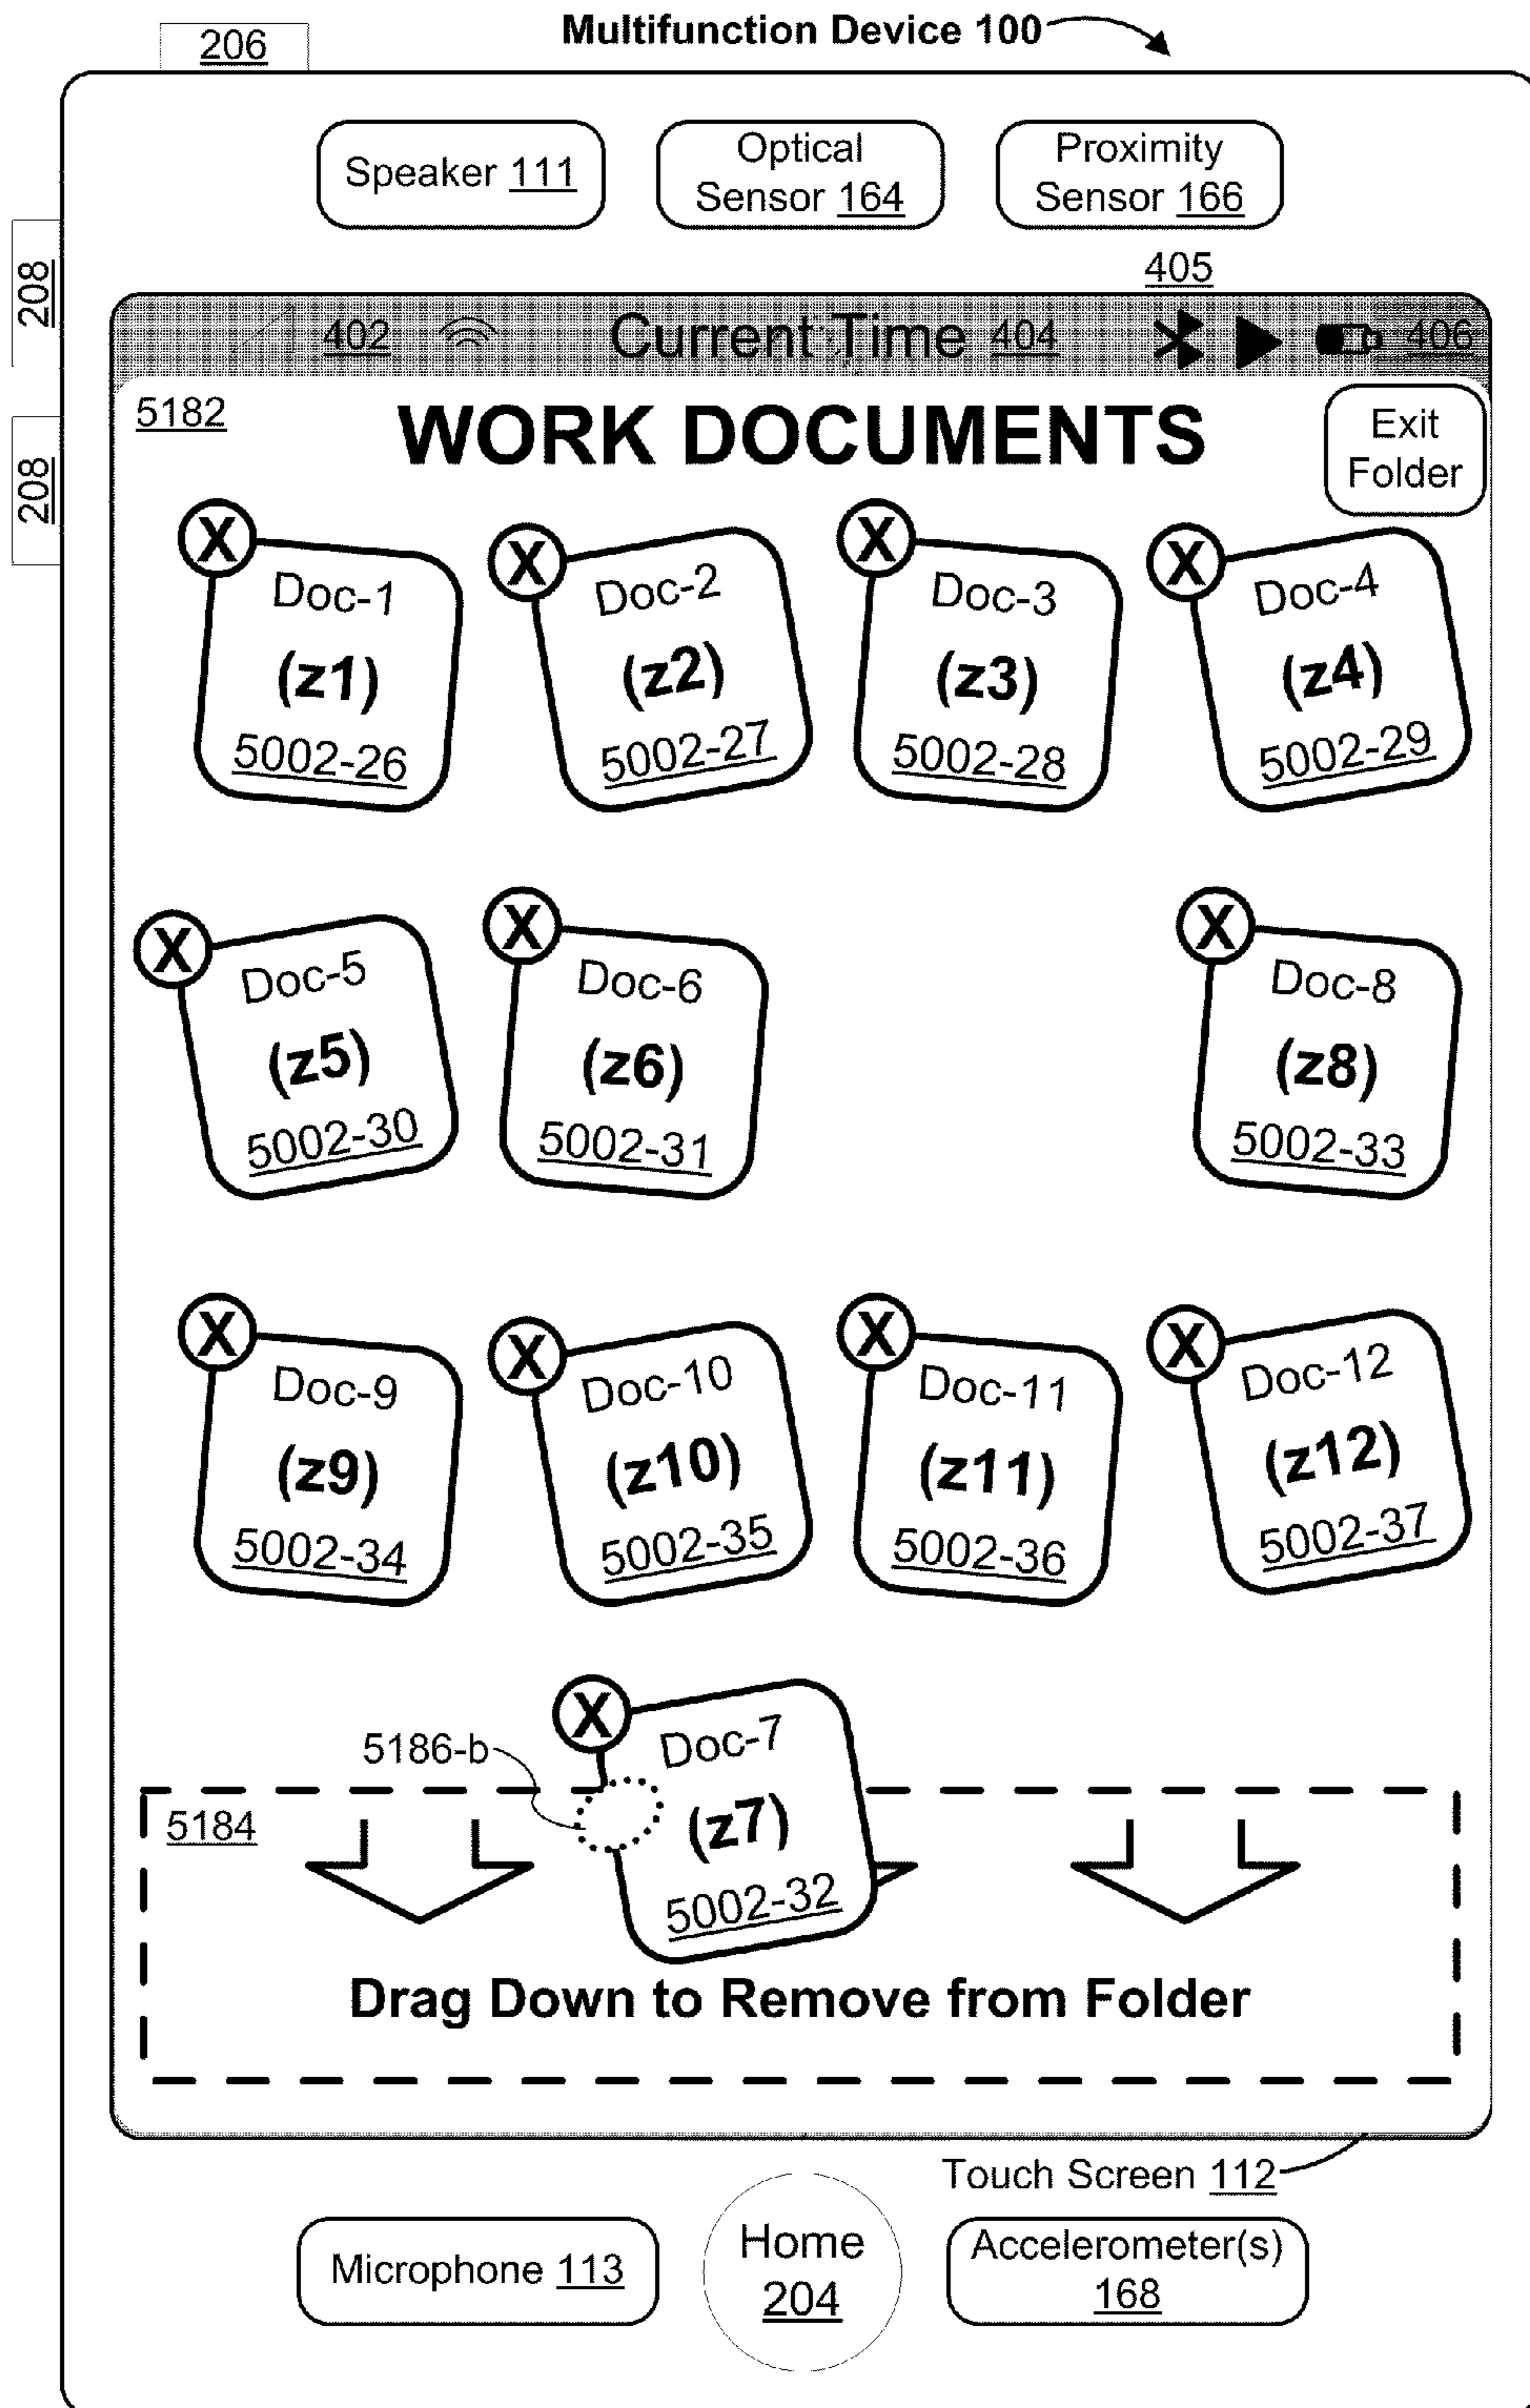 Multifunction Device 100
206
Speaker 111
Optical
Sensor 164
Proximity
Sensor 166
208
208
405
402
Current Time 404
406
5182
WORK DOCUMENTS
Exit
Folder
X
Doc-1
(z1)
5002-26
X
Doc-2
(z2)
5002-27
X
Doc-3
(z3)
5002-28
X
Doc-4
(z4)
5002-29
X
Doc-5
(z5)
5002-30
X
Doc-6
(z6)
5002-31
X
Doc-8
(z8)
5002-33
X
Doc-9
(z9)
5002-34
X
Doc-10
(z10)
5002-35
X
Doc-11
(z11)
5002-36
X
Doc-12
(z12)
5002-37
X
Doc-7
(z7)
5002-32
5186-b
5184
Drag Down to Remove from Folder
Touch Screen 112
Microphone 113
Home
204
Accelerometer(s)
168